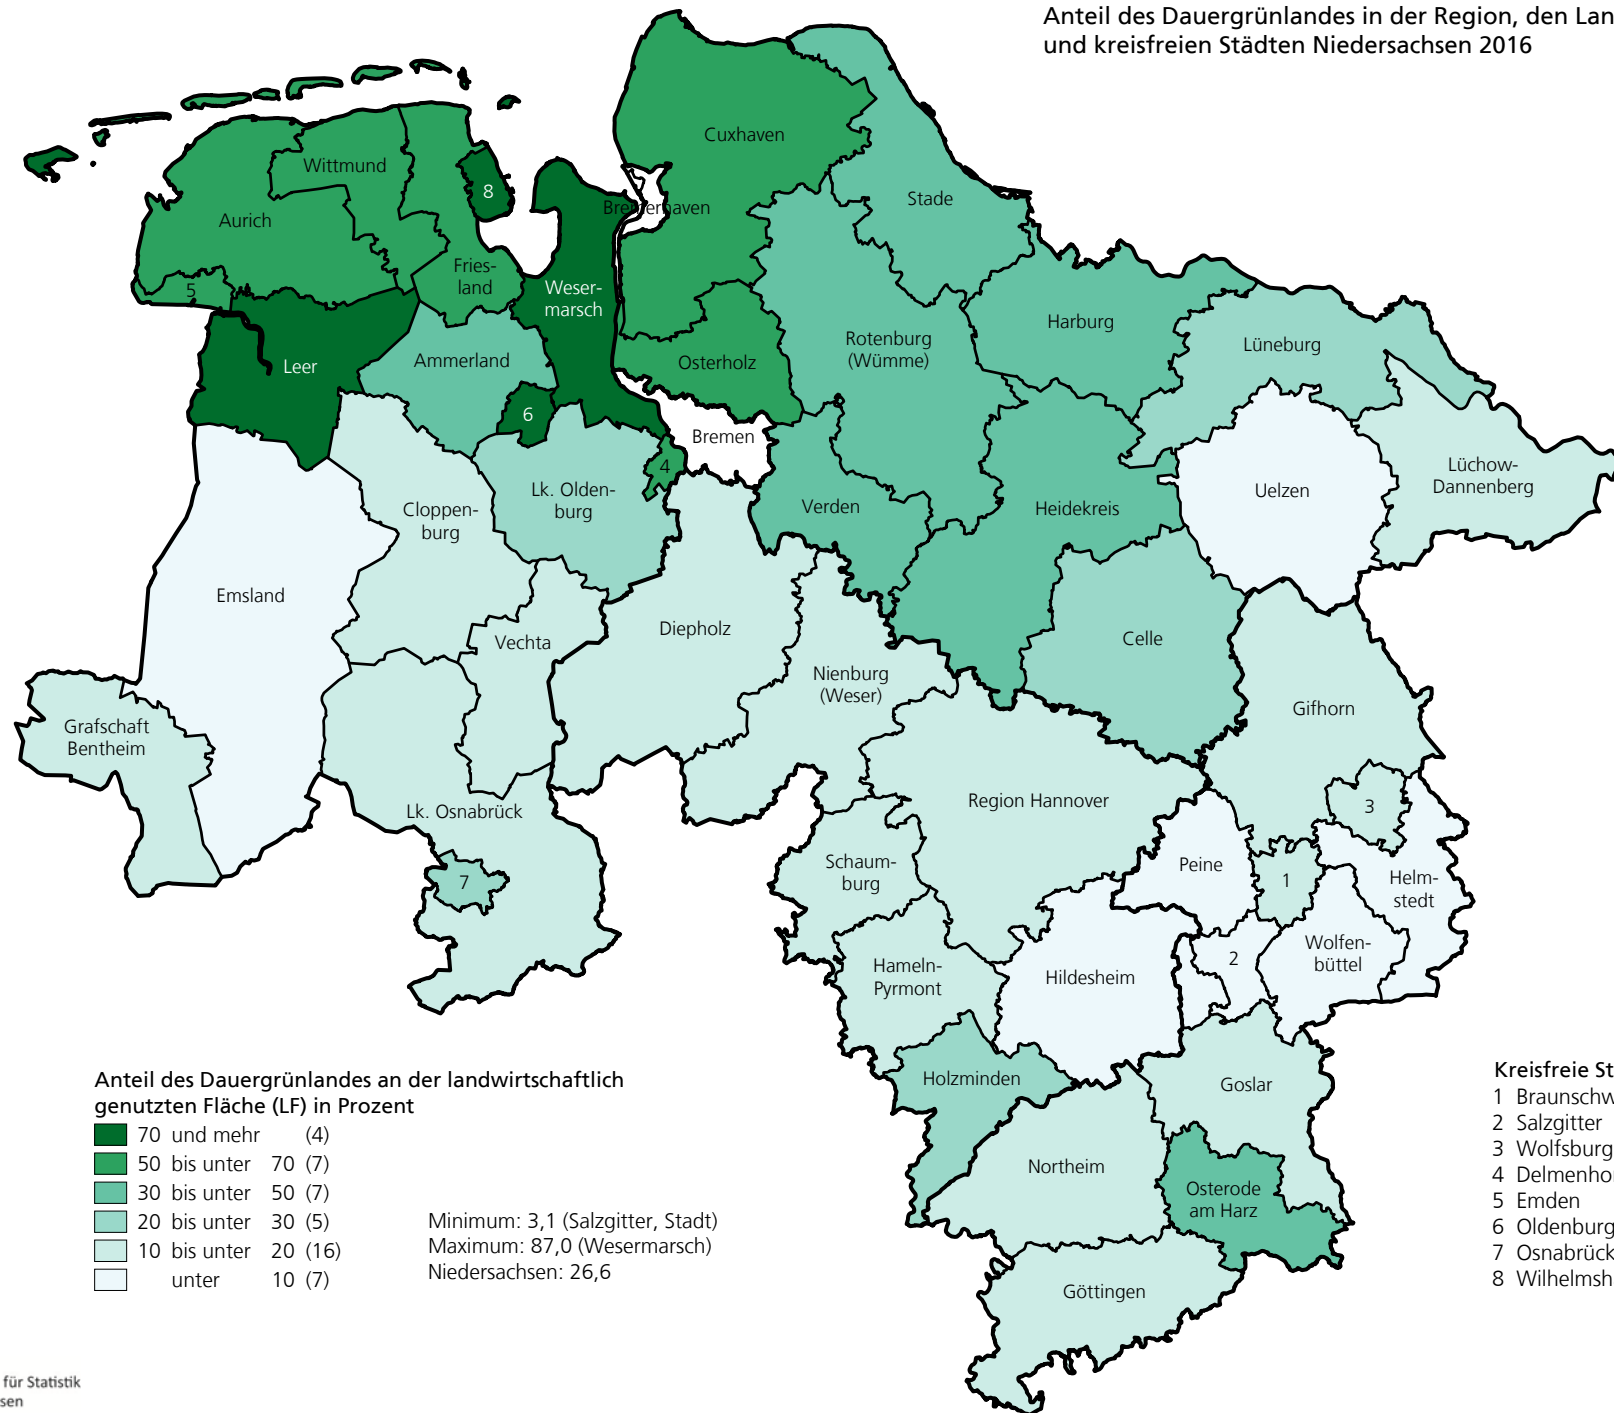 Anteil des Dauergrünlandes in der Region, den Lan
und kreisfreien Städten Niedersachsen 2016
Cuxhaven
Wittmund
8
Stade
Bremerhaven
Aurich
Fries-
land
5
Weser-
marsch
Harburg
Rotenburg
(Wümme)
Lüneburg
Ammerland
Osterholz
Leer
6
Bremen
4
Lüchow-
Dannenberg
Lk. Olden-
burg
Uelzen
Verden
Heidekreis
Cloppen-
burg
Emsland
Diepholz
Celle
Vechta
Nienburg
(Weser)
Gifhorn
Grafschaft
Bentheim
Region Hannover
3
Lk. Osnabrück
Schaum-
burg
Peine
7
1
Helm-
stedt
Wolfen-
büttel
2
Hameln-
Pyrmont
Hildesheim
Holzminden
Goslar
Northeim
Osterode
am Harz
Göttingen
Anteil des Dauergrünlandes an der landwirtschaftlich
genutzten Fläche (LF) in Prozent
70 und mehr (4)
50 bis unter 70 (7)
30 bis unter 50 (7)
20 bis unter 30 (5)
10 bis unter 20 (16)
unter 10 (7)
Minimum: 3,1 (Salzgitter, Stadt)
Maximum: 87,0 (Wesermarsch)
Niedersachsen: 26,6
Kreisfreie St
1 Braunschw
2 Salzgitter
3 Wolfsburg
4 Delmenhor
5 Emden
6 Oldenburg
7 Osnabrück
8 Wilhelmsh
für Statistik
sen